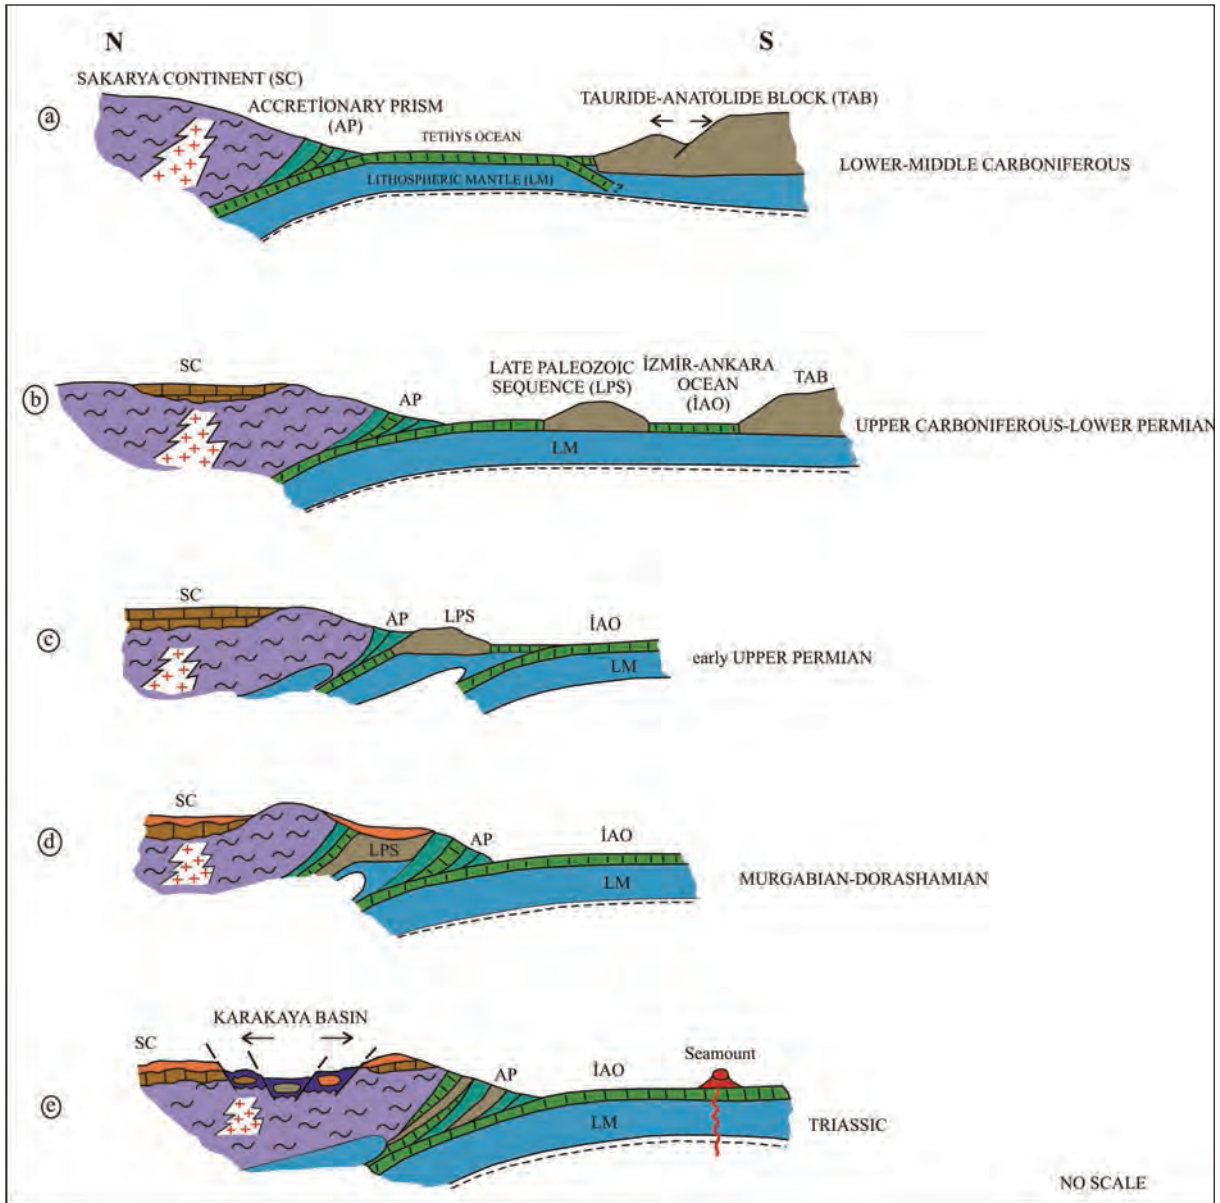 N
S
SAKARYA CONTINENT (SC)
ACCRETİONARY PRISM
(AP)
TETHYS OCEAN
TAURIDE-ANATOLIDE BLOCK (TAB)
a
LITHOSPHERIC MANTLE (LM)
?
LOWER-MIDDLE CARBONIFEROUS
SC
AP
LATE PALEOZOIC
SEQUENCE (LPS)
İZMİR-ANKARA
OCEAN
(İAO)
TAB
b
LM
UPPER CARBONIFEROUS-LOWER PERMIAN
SC
AP
LPS
İAO
c
LM
early UPPER PERMIAN
SC
LPS
AP
İAO
d
LM
MURGABIAN-DORASHAMIAN
KARAKAYA BASIN
SC
AP
İAO
Seamount
e
LM
TRIASSIC
NO SCALE